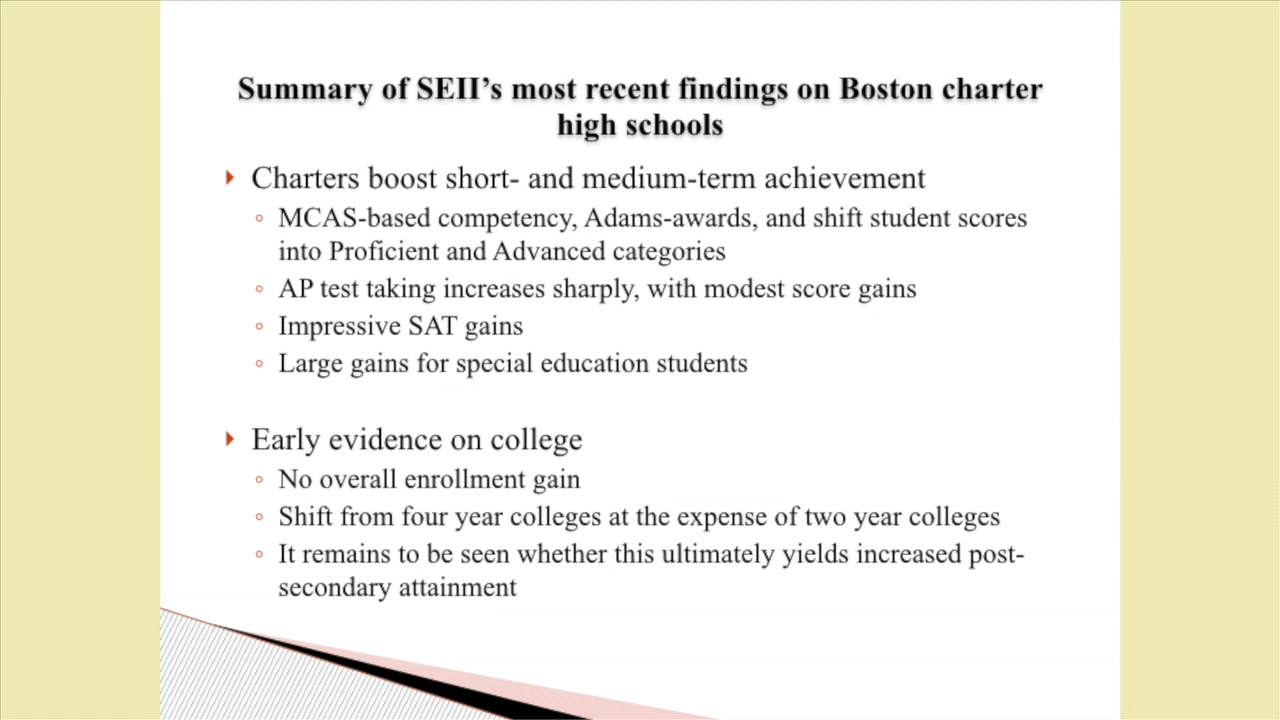 Summary of SEII’s most recent findings on Boston charter
high schools
Charters boost short- and medium-term achievement
MCAS-based competency, Adams-awards, and shift student scores
into Proficient and Advanced categories
AP test taking increases sharply, with modest score gains
Impressive SAT gains
Large gains for special education students
Early evidence on college
No overall enrollment gain
Shift from four year colleges at the expense of two year colleges
It remains to be seen whether this ultimately yields increased post-
secondary attainment